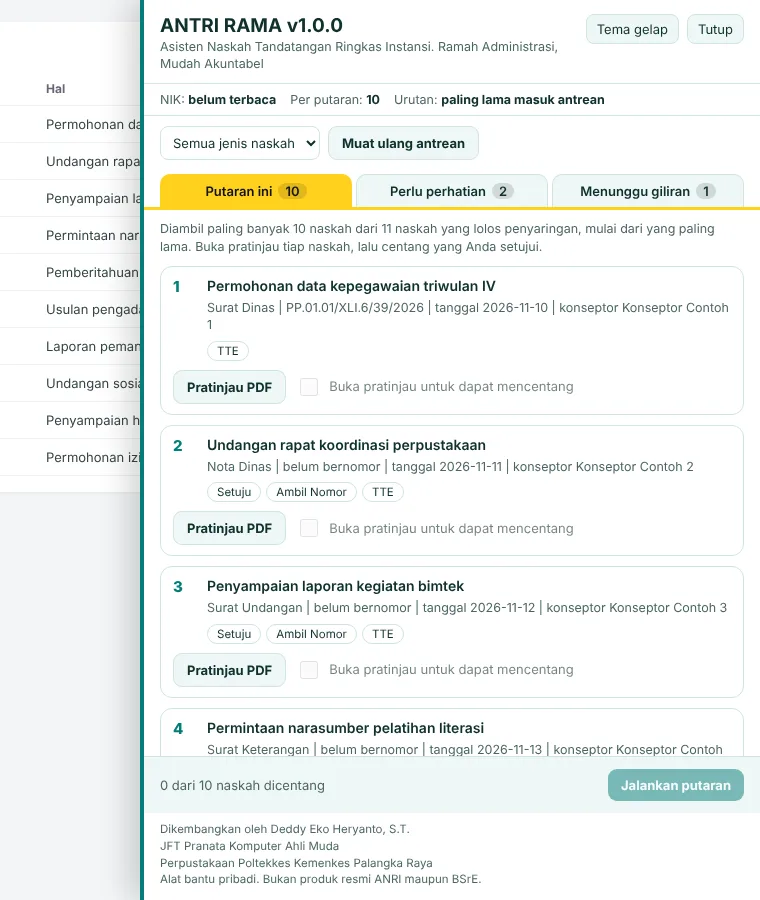 ANTRI RAMA v1.0.0
Asisten Naskah Tandatangan Ringkas Instansi. Ramah Administrasi,
Mudah Akuntabel
Tema gelap
Tutup
NIK: belum terbaca Per putaran: 10 Urutan: paling lama masuk antrean
Semua jenis naskah
Muat ulang antrean
Putaran ini 10
Perlu perhatian 2
Menunggu giliran 1
Diambil paling banyak 10 naskah dari 11 naskah yang lolos penyaringan, mulai dari yang paling
lama. Buka pratinjau tiap naskah, lalu centang yang Anda setujui.
1 Permohonan data kepegawaian triwulan IV
Surat Dinas | PP.01.01/XLI.6/39/2026 | tanggal 2026-11-10 | konseptor Konseptor Contoh
1
TTE
Pratinjau PDF Buka pratinjau untuk dapat mencentang
2 Undangan rapat koordinasi perpustakaan
Nota Dinas | belum bernomor | tanggal 2026-11-11 | konseptor Konseptor Contoh 2
Setuju Ambil Nomor TTE
Pratinjau PDF Buka pratinjau untuk dapat mencentang
3 Penyampaian laporan kegiatan bimtek
Surat Undangan | belum bernomor | tanggal 2026-11-12 | konseptor Konseptor Contoh 3
Setuju Ambil Nomor TTE
Pratinjau PDF Buka pratinjau untuk dapat mencentang
4 Permintaan narasumber pelatihan literasi
Surat Keterangan | belum bernomor | tanggal 2026-11-13 | konseptor Konseptor Contoh
0 dari 10 naskah dicentang
Jalankan putaran
Dikembangkan oleh Deddy Eko Heryanto, S.T.
JFT Pranata Komputer Ahli Muda
Perpustakaan Poltekkes Kemenkes Palangka Raya
Alat bantu pribadi. Bukan produk resmi ANRI maupun BSrE.
Hal
Permohonan da
Undangan rapa
Penyampaian la
Permintaan nar
Pemberitahuan
Usulan pengada
Laporan peman
Undangan sosia
Penyampaian h
Permohonan izi